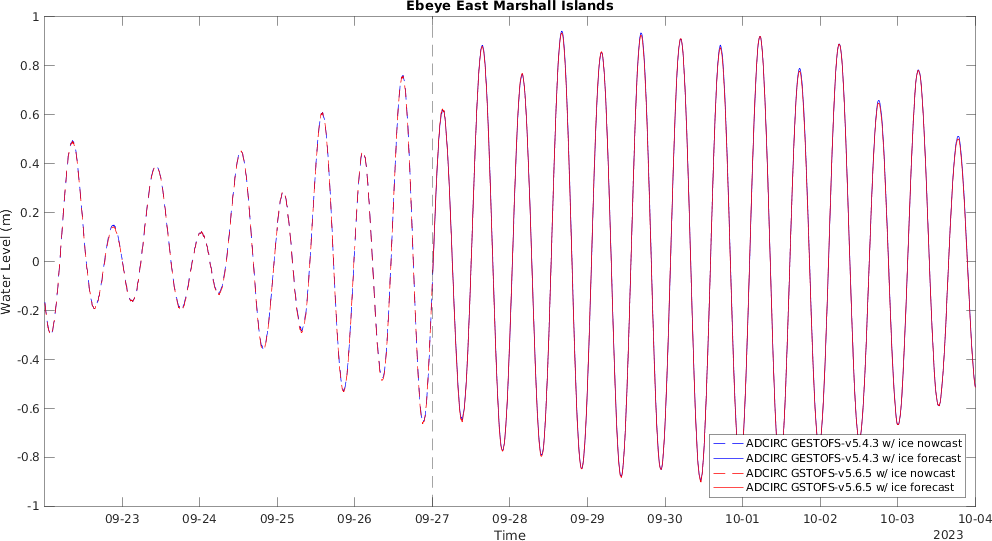 Ebeye East Marshall Islands
1
0.8
0.6
0.4
0.2
0
-0.2
-0.4
-0.6
-0.8
-1
Water Level (m)
ADCIRC GESTOFS-v5.4.3 w/ ice nowcast
ADCIRC GESTOFS-v5.4.3 w/ ice forecast
ADCIRC GSTOFS-v5.6.5 w/ ice nowcast
ADCIRC GSTOFS-v5.6.5 w/ ice forecast
09-23 09-24 09-25 09-26 09-27 09-28 09-29 09-30 10-01 10-02 10-03 10-04
Time 2023